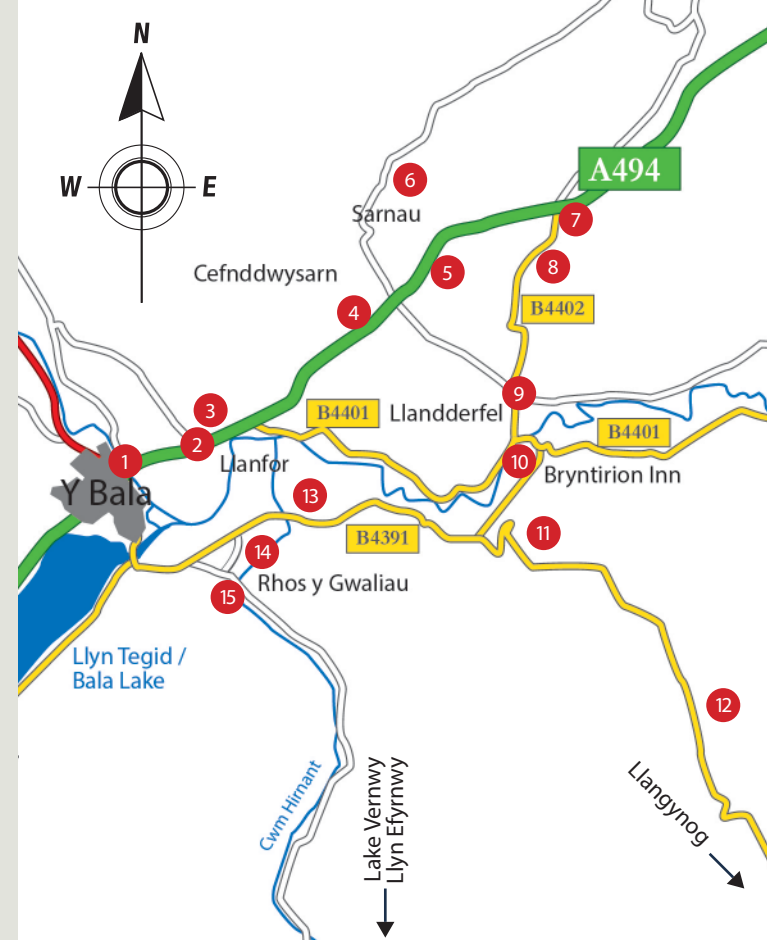 N
W
E
A494
6
Sarnau
7
Cefnddwysarn
5
8
4
B4402
3
B4401
Llandderfel
9
2
B4401
1
Llanfor
10
Bryntirion Inn
Y Bala
13
B4391
11
14
Rhos y Gwaliau
15
Llyn Tegid /
Bala Lake
12
Cwm Hirnant
Lake Vernwy
Llyn Efyrnwy
Llangynog